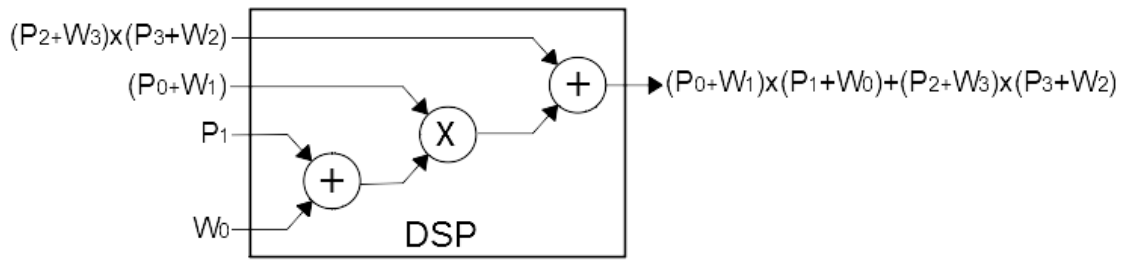 (P2+W3)x(P3+W2)
(P0+W1)
P1
W0
+
X
+
DSP
(P0+W1)x(P1+W0)+(P2+W3)x(P3+W2)